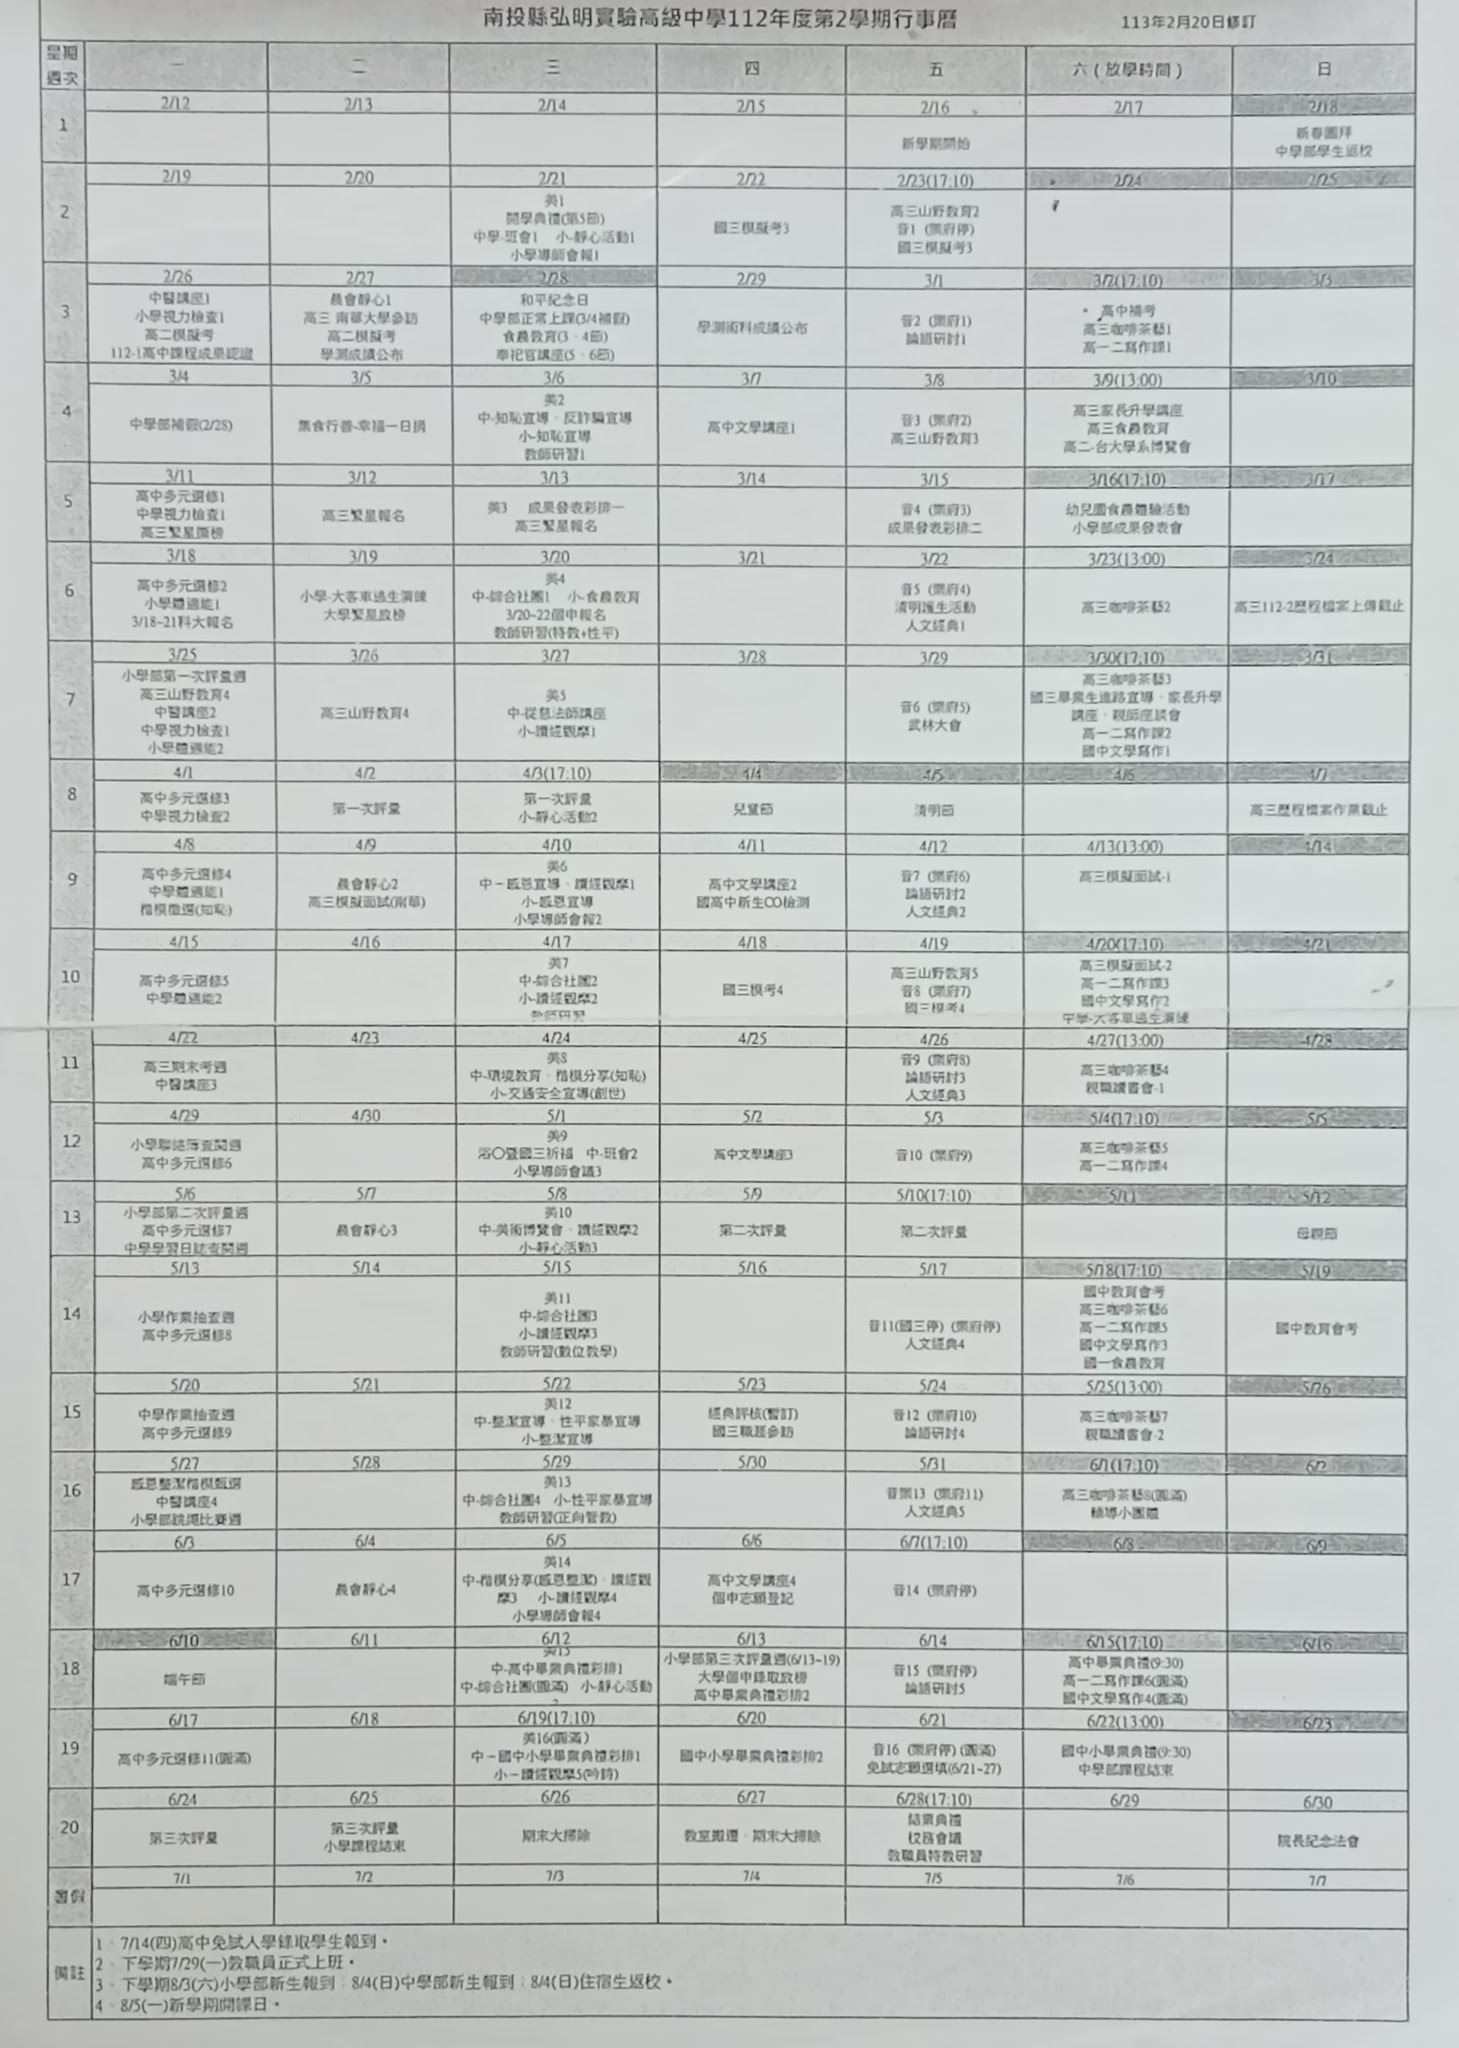 南投縣弘明實驗高級中學112年度第2學期行事曆
113年2月20日修訂
星期
週次
一 二 三 四 五 六（放學時間） 日
1
2/12 2/13 2/14 2/15 2/16 2/17 2/18
新學期開始
新春團拜
中學部學生返校
2
2/19 2/20 2/21 2/22 2/23(17:10) 2/24 2/25
美1
開學典禮(第5節)
中學-班會1 小-靜心活動1
小學導師會報1
國三模擬考3
高三山野教育2
音1 (樂府停)
國三模擬考3
3
2/26 2/27 2/28 2/29 3/1 3/2(17:10) 3/3
中醫講座1
小學視力檢查1
高二模擬考
112-1高中課程成果認證
晨會靜心1
高三 南華大學參訪
高二模擬考
學測成績公布
和平紀念日
中學部正常上課(3/4補假)
食農教育(3、4節)
奉祀官講座(5、6節)
學測術科成績公布
音2 (樂府1)
論語研討1
高中補考
高三咖啡茶藝1
高一二寫作課1
4
3/4 3/5 3/6 3/7 3/8 3/9(13:00) 3/10
中學部補假(2/28)
集食行善-幸福一日捐
美2
中-知恥宣導、反詐騙宣導
小-知恥宣導
教師研習1
高中文學講座1
音3 (樂府2)
高三山野教育3
高三家長升學講座
高三食農教育
高二-台大學系博覽會
5
3/11 3/12 3/13 3/14 3/15 3/16(17:10) 3/17
高中多元選修1
中學視力檢查1
高三繁星撕榜
高三繁星報名
美3 成果發表彩排一
高三繁星報名
音4 (樂府3)
成果發表彩排二
幼兒園食農體驗活動
小學部成果發表會
6
3/18 3/19 3/20 3/21 3/22 3/23(13:00) 3/24
高中多元選修2
小學體適能1
3/18~21科大報名
小學-大客車逃生演練
大學繁星放榜
美4
中-綜合社團1 小-食農教育
3/20~22個申報名
教師研習(特教+性平)
音5 (樂府4)
清明護生活動
人文經典1
高三咖啡茶藝2
高三112-2歷程檔案上傳截止
7
3/25 3/26 3/27 3/28 3/29 3/30(17:10) 3/31
小學部第一次評量週
高三山野教育4
中醫講座2
中學視力檢查1
小學體適能2
高三山野教育4
美5
中-從慈法師講座
小-讀經觀摩1
音6 (樂府5)
武林大會
高三咖啡茶藝3
國三畢業生進路宣導、家長升學
講座、親師座談會
高一二寫作課2
國中文學寫作1
8
4/1 4/2 4/3(17:10) 4/4 4/5 4/6 4/7
高中多元選修3
中學視力檢查2
第一次評量
第一次評量
小-靜心活動2
兒童節
清明節
高三歷程檔案作業截止
9
4/8 4/9 4/10 4/11 4/12 4/13(13:00) 4/14
高中多元選修4
中學體適能1
楷模徵選(知恥)
晨會靜心2
高三模擬面試(南華)
美6
中－感恩宣導、讀經觀摩1
小-感恩宣導
小學導師會報2
高中文學講座2
國高中新生CO檢測
音7 (樂府6)
論語研討2
人文經典2
高三模擬面試-1
10
4/15 4/16 4/17 4/18 4/19 4/20(17:10) 4/21
高中多元選修5
中學體適能2
美7
中-綜合社團2
小-讀經觀摩2
教師研習
國三模考4
高三山野教育5
音8 (樂府7)
國三模考4
高三模擬面試-2
高一二寫作課3
國中文學寫作2
中學-大客車逃生演練
11
4/22 4/23 4/24 4/25 4/26 4/27(13:00) 4/28
高三期末考週
中醫講座3
美8
中-環境教育、楷模分享(知恥)
小-交通安全宣導(創世)
音9 (樂府8)
論語研討3
人文經典3
高三咖啡茶藝4
親職讀書會-1
12
4/29 4/30 5/1 5/2 5/3 5/4(17:10) 5/5
小學聯絡簿查閱週
高中多元選修6
美9
浴〇暨國三祈福 中-班會2
小學導師會議3
高中文學講座3
音10 (樂府9)
高三咖啡茶藝5
高一二寫作課4
13
5/6 5/7 5/8 5/9 5/10(17:10) 5/11 5/12
小學部第二次評量週
高中多元選修7
中學學習日誌查閱週
晨會靜心3
美10
中-美術博覽會、讀經觀摩2
小-靜心活動3
第二次評量
第二次評量
母親節
14
5/13 5/14 5/15 5/16 5/17 5/18(17:10) 5/19
小學作業抽查週
高中多元選修8
美11
中-綜合社團3
小-讀經觀摩3
教師研習(數位教學)
音11(國三停) (樂府停)
人文經典4
國中教育會考
高三咖啡茶藝6
高一二寫作課5
國中文學寫作3
國一食農教育
國中教育會考
15
5/20 5/21 5/22 5/23 5/24 5/25(13:00) 5/26
中學作業抽查週
高中多元選修9
美12
中-整潔宣導、性平家暴宣導
小-整潔宣導
經典評核(暫訂)
國三職涯參訪
音12 (樂府10)
論語研討4
高三咖啡茶藝7
親職讀書會-2
16
5/27 5/28 5/29 5/30 5/31 6/1(17:10) 6/2
感恩整潔楷模甄選
中醫講座4
小學部跳繩比賽週
美13
中-綜合社團4 小-性平家暴宣導
教師研習(正向管教)
音樂13 (樂府11)
人文經典5
高三咖啡茶藝8(圓滿)
輔導小團體
17
6/3 6/4 6/5 6/6 6/7(17:10) 6/8 6/9
高中多元選修10
晨會靜心4
美14
中-楷模分享(感恩整潔)、讀經觀
摩3 小-讀經觀摩4
小學導師會報4
高中文學講座4
個申志願登記
音14 (樂府停)
18
6/10 6/11 6/12 6/13 6/14 6/15(17:10) 6/16
端午節
美15
中-高中畢業典禮彩排1
中-綜合社團(圓滿) 小-靜心活動
小學部第三次評量週(6/13~19)
大學個申錄取放榜
高中畢業典禮彩排2
音15 (樂府停)
論語研討5
高中畢業典禮(9:30)
高一二寫作課6(圓滿)
國中文學寫作4(圓滿)
19
6/17 6/18 6/19(17:10) 6/20 6/21 6/22(13:00) 6/23
高中多元選修11(圓滿)
美16(圓滿)
中－國中小學畢業典禮彩排1
小－讀經觀摩5(吟詩)
國中小學畢業典禮彩排2
音16 (樂府停) (圓滿)
免試志願選填(6/21~27)
國中小畢業典禮(9:30)
中學部課程結束
20
6/24 6/25 6/26 6/27 6/28(17:10) 6/29 6/30
第三次評量
第三次評量
小學課程結束
期末大掃除
教室搬遷、期末大掃除
結業典禮
校務會議
教職員特教研習
院長紀念法會
暑假
7/1 7/2 7/3 7/4 7/5 7/6 7/7
備註
1、7/14(四)高中免試入學錄取學生報到。
2、下學期7/29(一)教職員正式上班。
3、下學期8/3(六)小學部新生報到；8/4(日)中學部新生報到；8/4(日)住宿生返校。
4、8/5(一)新學期開課日。